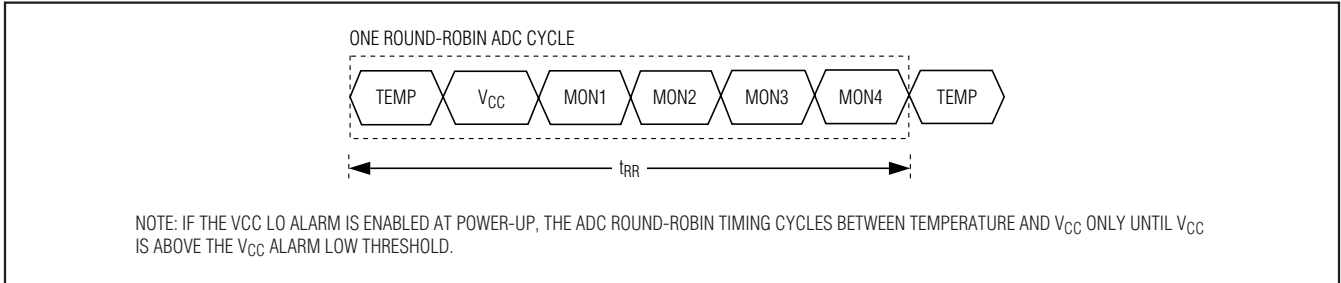 ONE ROUND-ROBIN ADC CYCLE
TEMP VCC MON1 MON2 MON3 MON4 TEMP
tRR
NOTE: IF THE VCC LO ALARM IS ENABLED AT POWER-UP, THE ADC ROUND-ROBIN TIMING CYCLES BETWEEN TEMPERATURE AND VCC ONLY UNTIL VCC
IS ABOVE THE VCC ALARM LOW THRESHOLD.